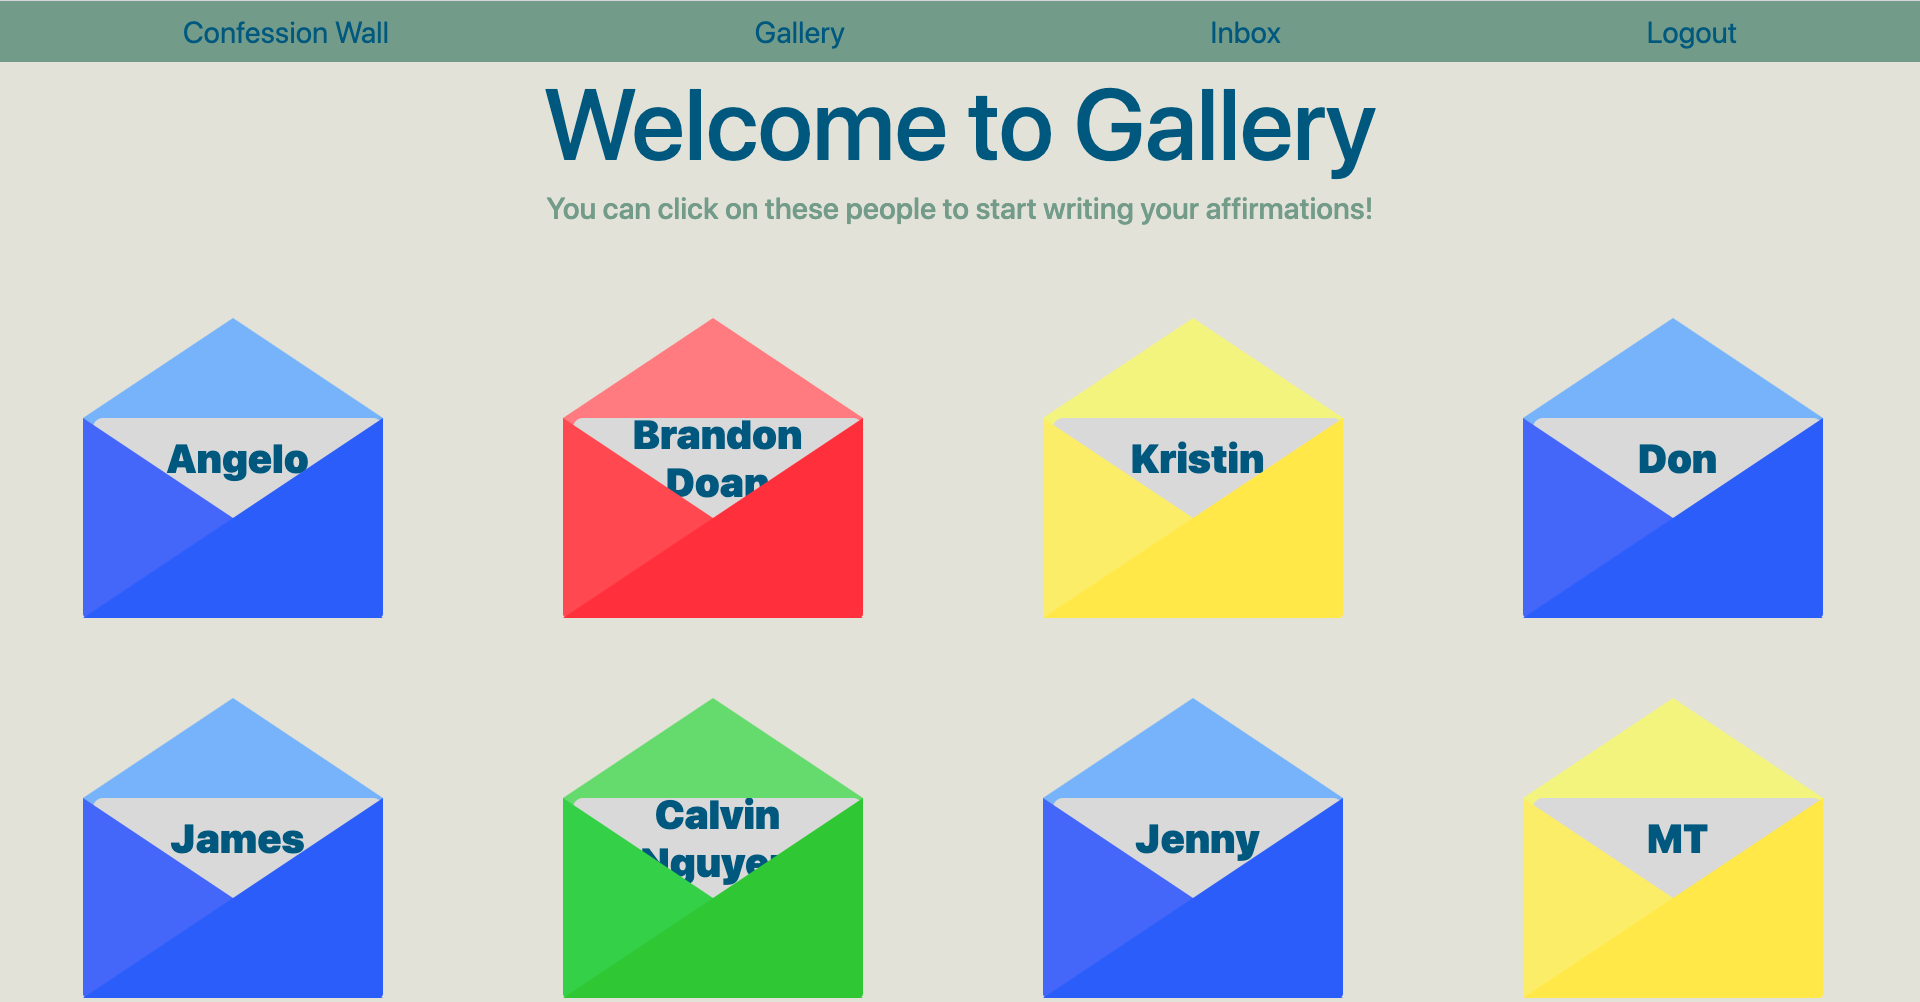 Confession Wall Gallery Inbox Logout
Welcome to Gallery
You can click on these people to start writing your affirmations!
Angelo
Brandon
Doan
Kristin
Don
James
Calvin
Nguyen
Jenny
MT